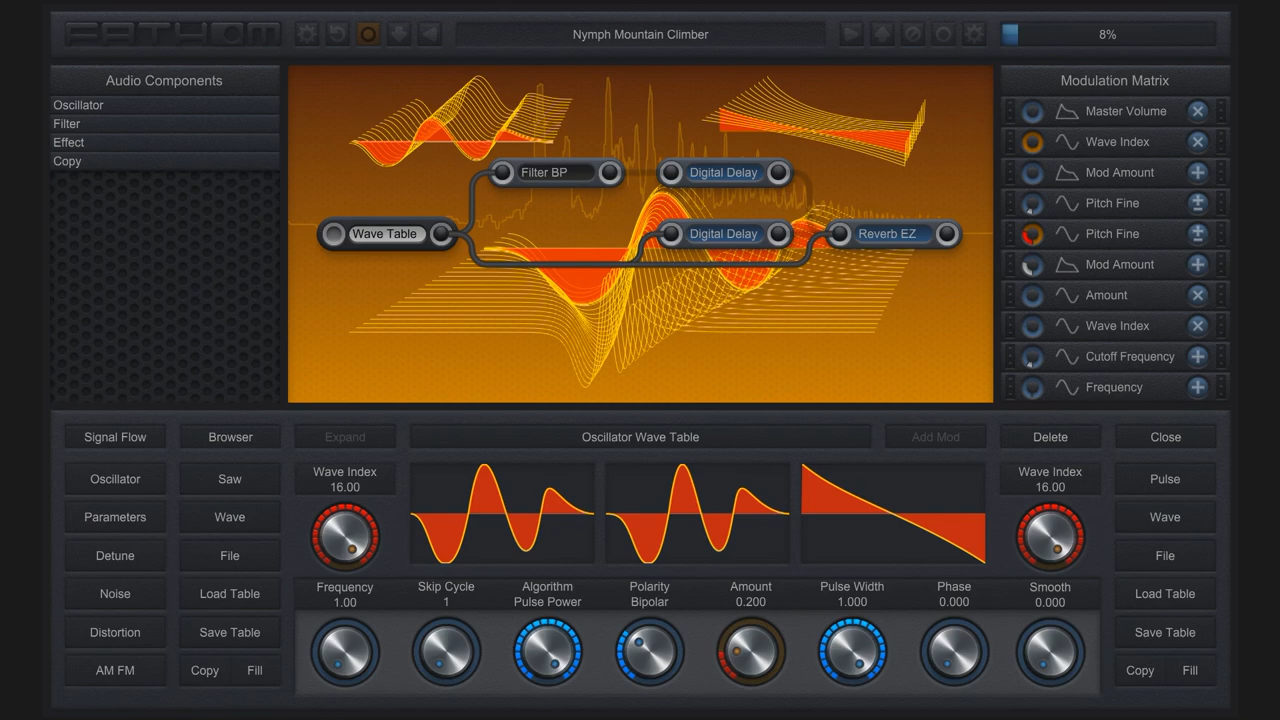 FATHOM
Nymph Mountain Climber
8%
Audio Components
Oscillator
Filter
Effect
Copy
Filter BP
Digital Delay
Wave Table
Digital Delay
Reverb EZ
Modulation Matrix
Master Volume
Wave Index
Mod Amount
Pitch Fine
Pitch Fine
Mod Amount
Amount
Wave Index
Cutoff Frequency
Frequency
Signal Flow
Browser
Expand
Oscillator Wave Table
Add Mod
Delete
Close
Oscillator
Saw
Parameters
Wave
Detune
File
Noise
Load Table
Distortion
Save Table
AM FM
Copy
Fill
Wave Index
16.00
Wave Index
16.00
Pulse
Wave
File
Load Table
Save Table
Copy
Fill
Frequency
1.00
Skip Cycle
1
Algorithm
Pulse Power
Polarity
Bipolar
Amount
0.200
Pulse Width
1.000
Phase
0.000
Smooth
0.000